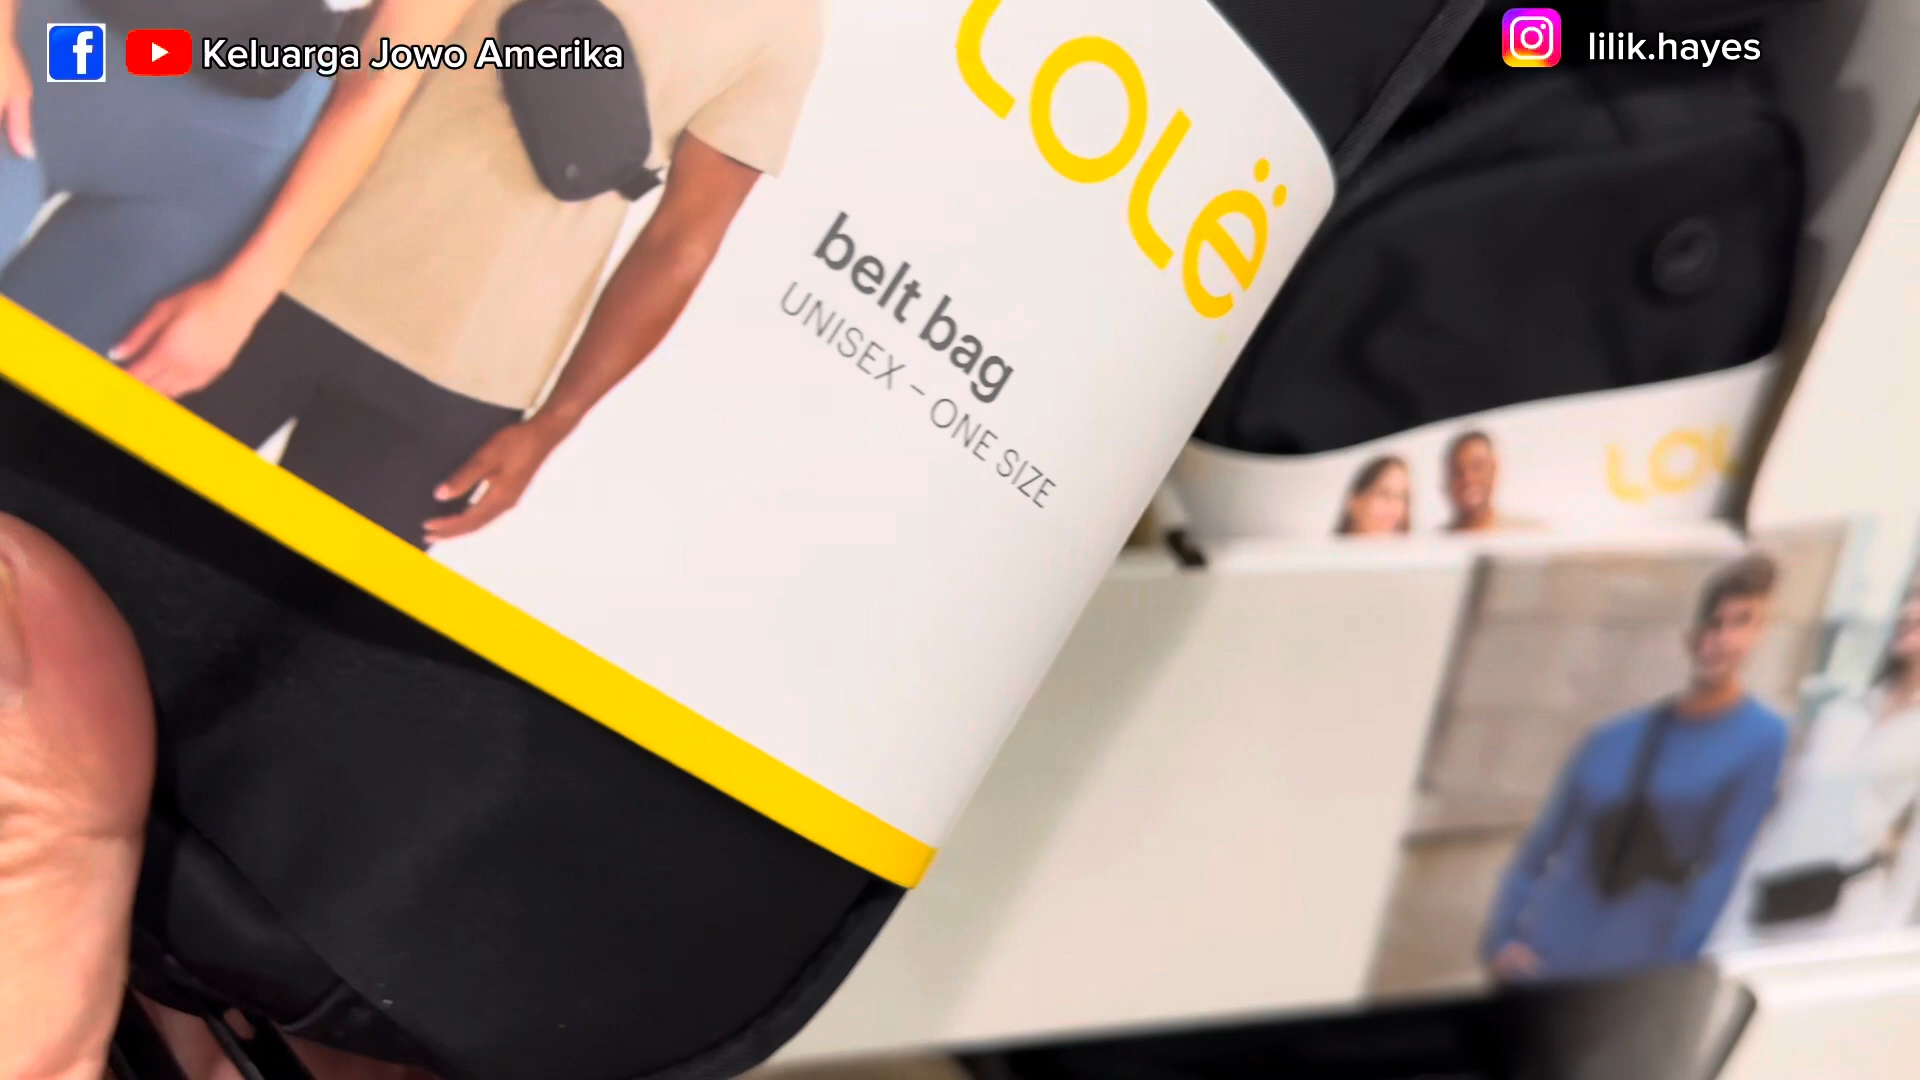 Keluarga Jowo Amerika
lilik.hayes
LOLË
belt bag
UNISEX – ONE SIZE
LOL